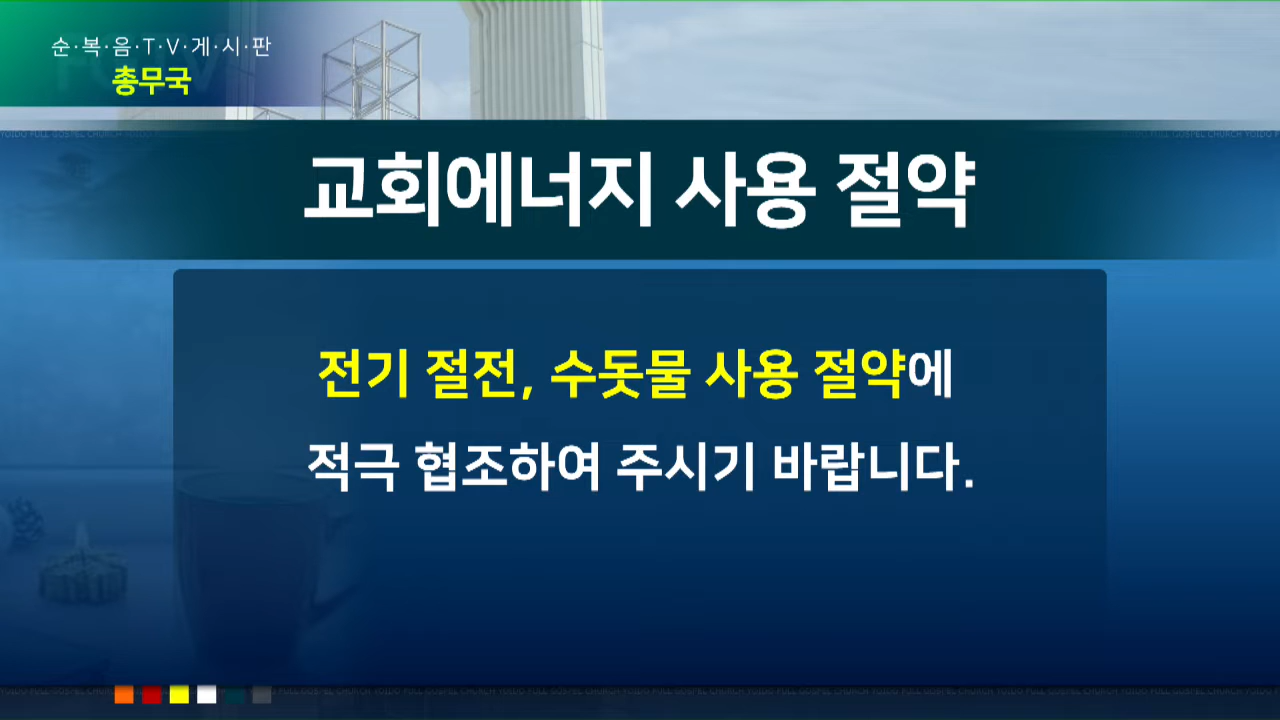 순·복·음·T·V·게·시·판
총무국
교회에너지 사용 절약
전기 절전, 수돗물 사용 절약에
적극 협조하여 주시기 바랍니다.